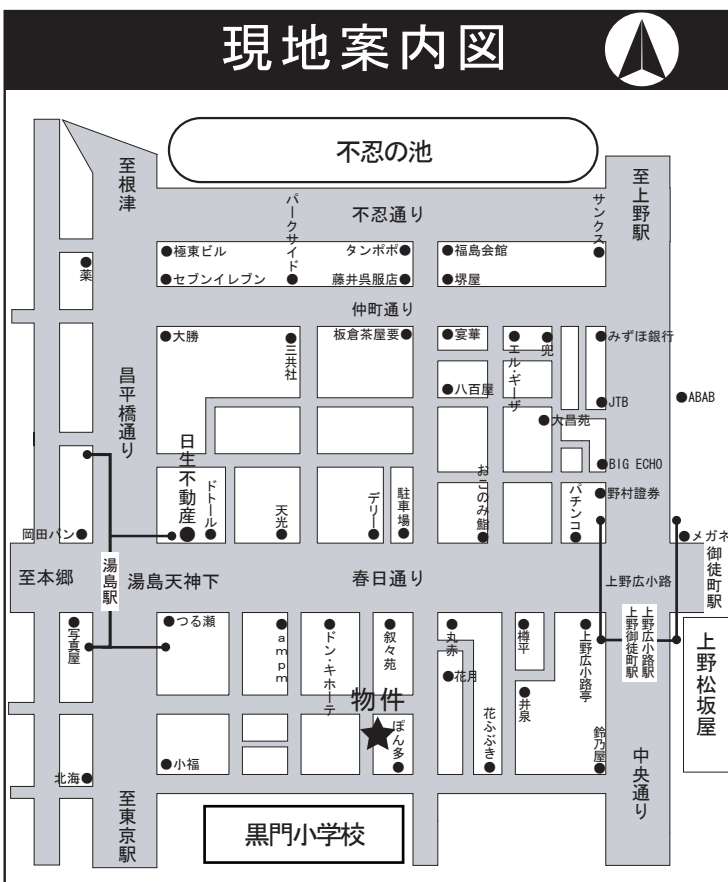 現地案内図
不忍の池
至根津
至上野駅
パークサイド
サンクス
不忍通り
極東ビル
タンポポ
福島会館
薬
セブンイレブン
藤井呉服店
堺屋
仲町通り
大勝
三共社
板倉茶屋要
宴華
エル・ギーザ
兜
みずほ銀行
昌平橋通り
八百屋
JTB
ABAB
大昌苑
日生不動産
ドトール
天光
デリー
駐車場
おこのみ鮨
パチンコ
BIG ECHO
野村證券
岡田パン
メガネ
御徒町駅
至本郷
湯島駅
湯島天神下
春日通り
上野広小路
写真屋
つる瀬
ampm
ドン・キホーテ
叙々苑
丸赤
樽平
上野広小路亭
上野御徒町駅
上野広小路駅
上野松坂屋
花月
物件
井泉
ぽん多
花ふぶき
鈴乃屋
北海
小福
中央通り
至東京駅
黒門小学校